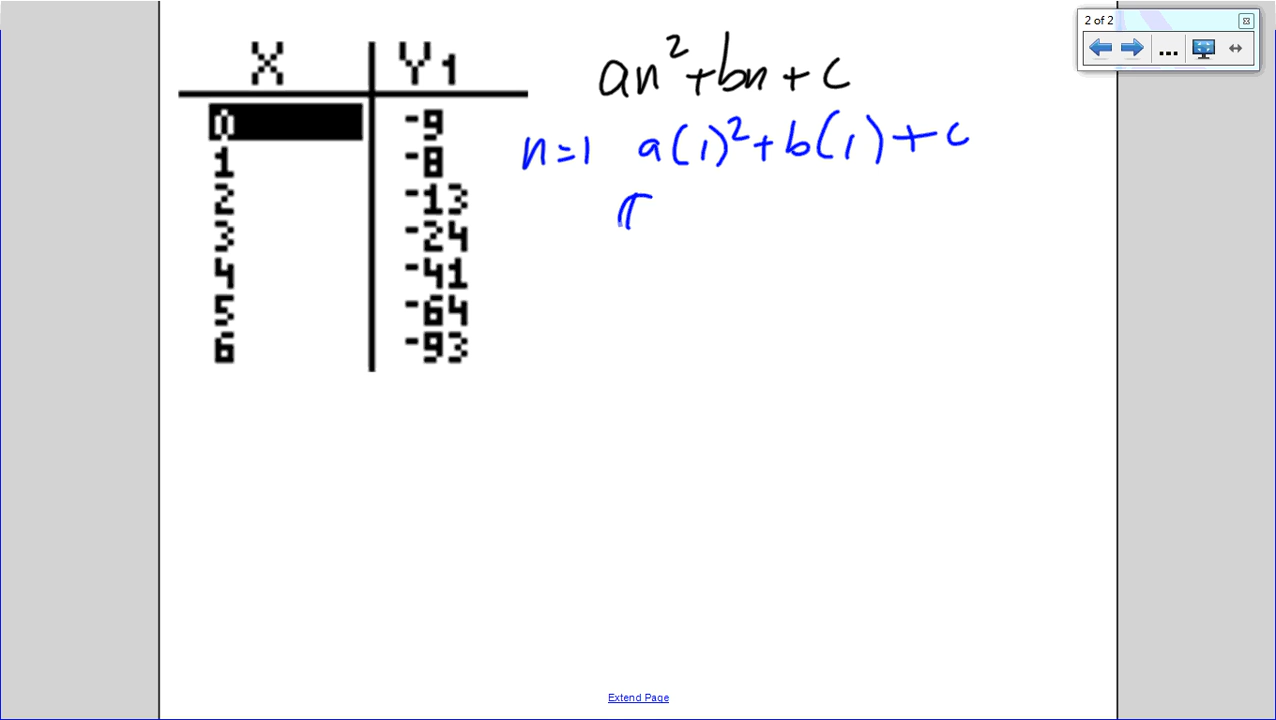 2 of 2
X Y1
0 -9
1 -8
2 -13
3 -24
4 -41
5 -64
6 -93
an²+bn+c
n=1 a(1)²+b(1)+c
Extend Page